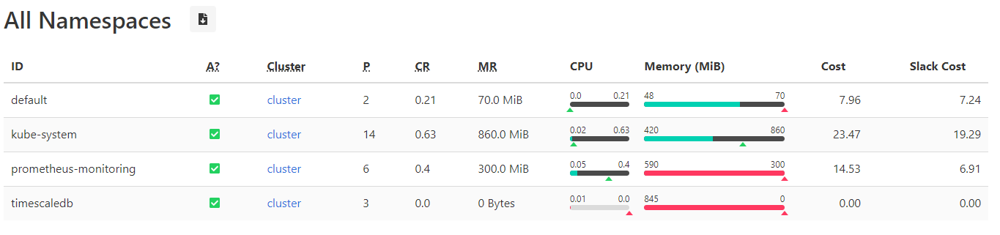 All Namespaces
ID A? Cluster P CR MR CPU Memory (MiB) Cost Slack Cost
default cluster 2 0.21 70.0 MiB 0.0 0.21 48 70 7.96 7.24
kube-system cluster 14 0.63 860.0 MiB 0.02 0.63 420 860 23.47 19.29
prometheus-monitoring cluster 6 0.4 300.0 MiB 0.05 0.4 590 300 14.53 6.91
timescaledb cluster 3 0.0 0 Bytes 0.01 0.0 845 0 0.00 0.00